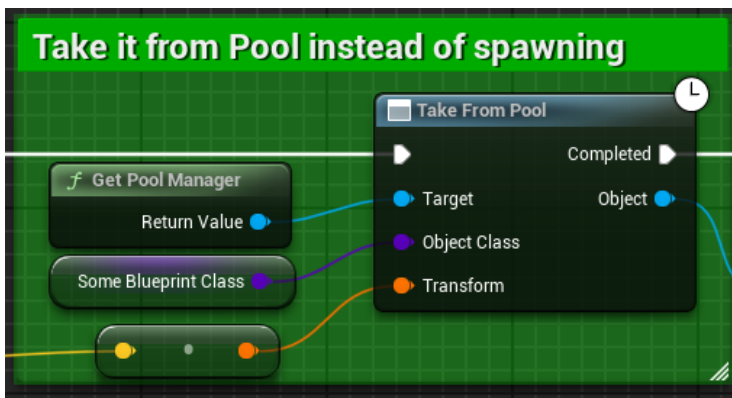 Take it from Pool instead of spawning
Take From Pool
Completed
f Get Pool Manager
Return Value
Target
Object
Object Class
Some Blueprint Class
Transform